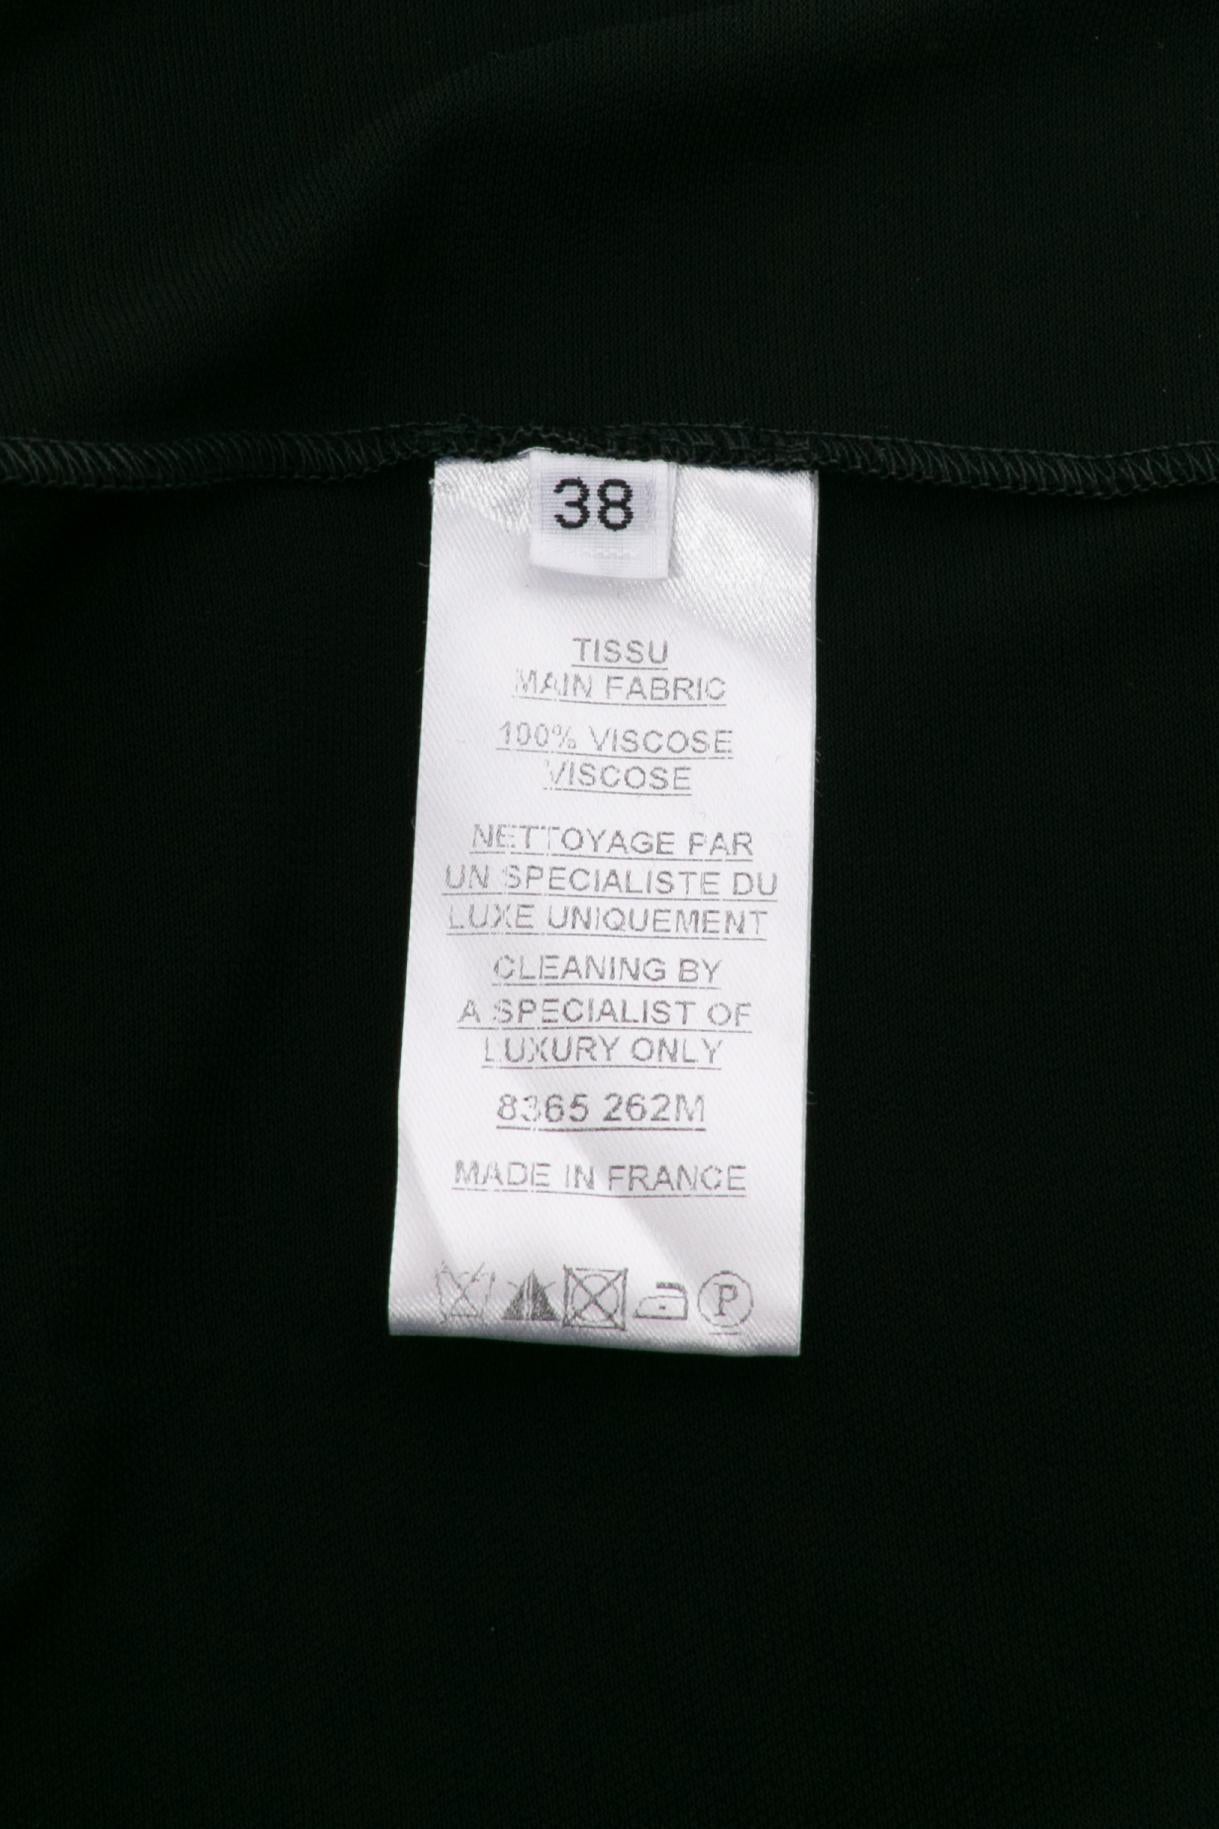 38
TISSU
MAIN FABRIC
100% VISCOSE
VISCOSE
NETTOYAGE PAR
UN SPECIALISTE DU
LUXE UNIQUEMENT
CLEANING BY
A SPECIALIST OF
LUXURY ONLY
8365 262M
MADE IN FRANCE
P